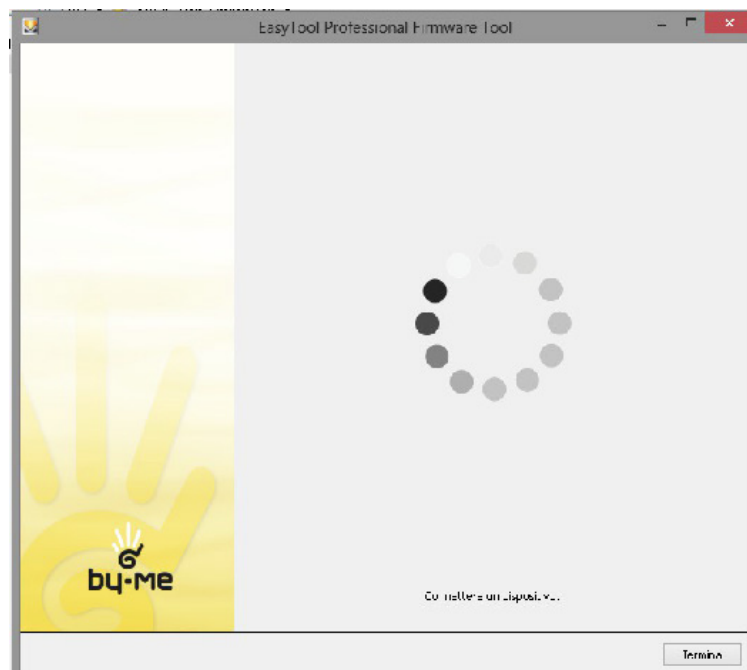 EasyTool Professional Firmware Tool
by-me
Connettere un dispositivo.
Termina